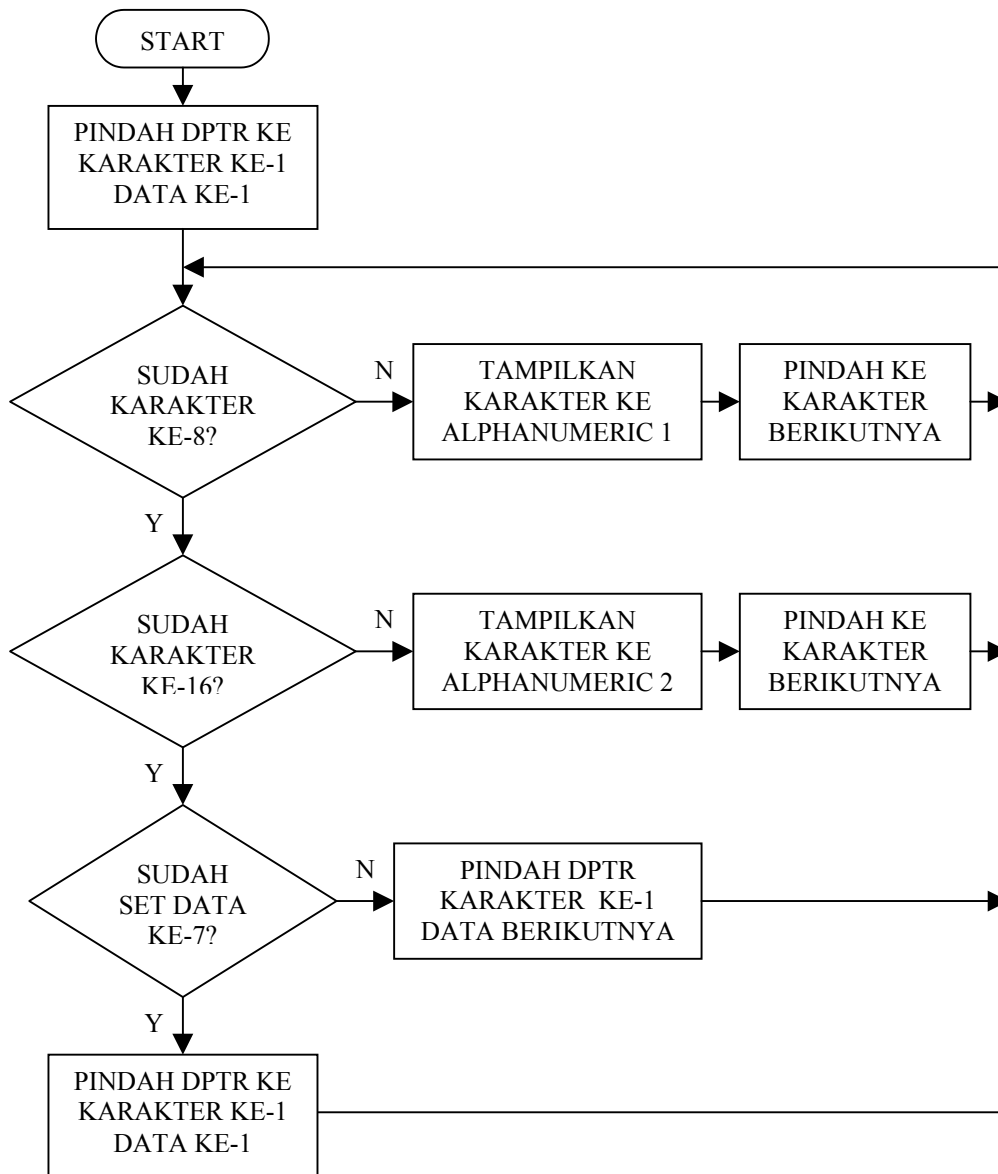 START
PINDAH DPTR KE
KARAKTER KE-1
DATA KE-1
SUDAH
KARAKTER
KE-8?
N
TAMPILKAN
KARAKTER KE
ALPHANUMERIC 1
PINDAH KE
KARAKTER
BERIKUTNYA
Y
SUDAH
KARAKTER
KE-16?
N
TAMPILKAN
KARAKTER KE
ALPHANUMERIC 2
PINDAH KE
KARAKTER
BERIKUTNYA
Y
SUDAH
SET DATA
KE-7?
N
PINDAH DPTR
KARAKTER KE-1
DATA BERIKUTNYA
Y
PINDAH DPTR KE
KARAKTER KE-1
DATA KE-1